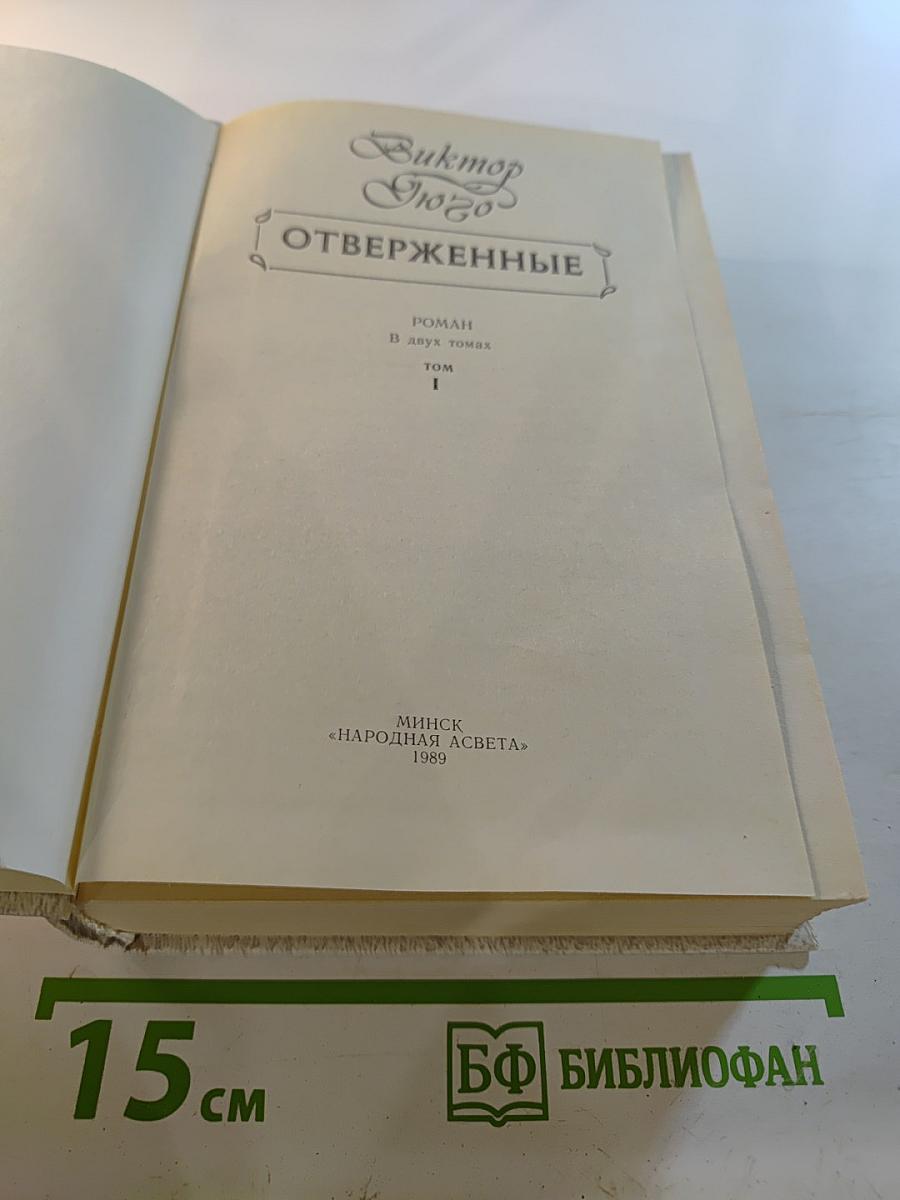 Виктор
Гюго
ОТВЕРЖЕННЫЕ
РОМАН
В двух томах
ТОМ
I
МИНСК
«НАРОДНАЯ АСВЕТА»
1989
15 см
БФ БИБЛИОФАН